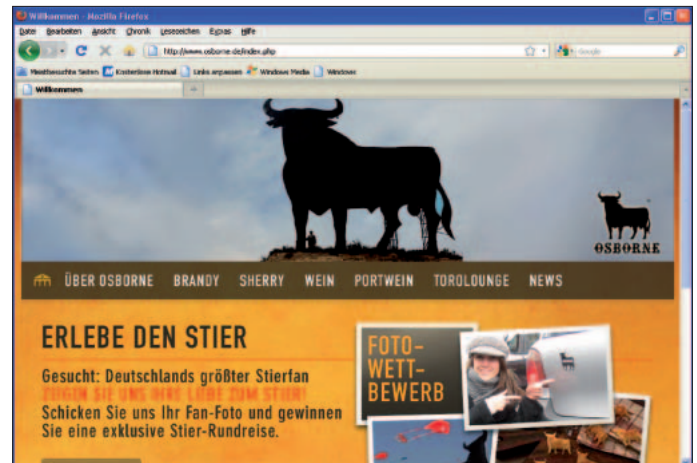 Willkommen - Mozilla Firefox
Datei Bearbeiten Ansicht Chronik Lesezeichen Extras Hilfe
http://www.osborne.de/index.php
Google
Meistbesuchte Seiten Kostenlose Hotmail Links anpassen Windows Media Windows
Willkommen
OSBORNE
ÜBER OSBORNE BRANDY SHERRY WEIN PORTWEIN TOROLOUNGE NEWS
ERLEBE DEN STIER
FOTO-
WETT-
BEWERB
Gesucht: Deutschlands größter Stierfan
ZEIGEN SIE UNS IHRE LIEBE ZUM STIER!
Schicken Sie uns Ihr Fan-Foto und gewinnen
Sie eine exklusive Stier-Rundreise.